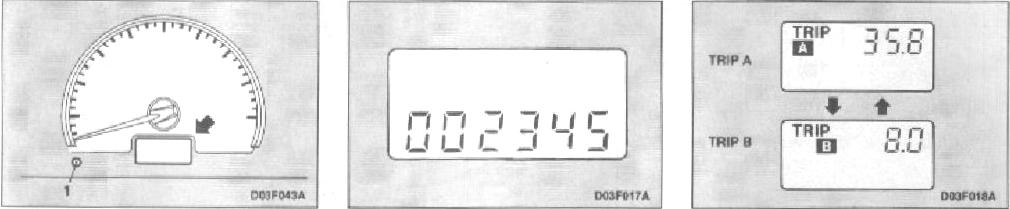 1
D03F043A
002345
D03F017A
TRIP A
TRIP
A
35.8
TRIP B
TRIP
B
8.0
D03F018A